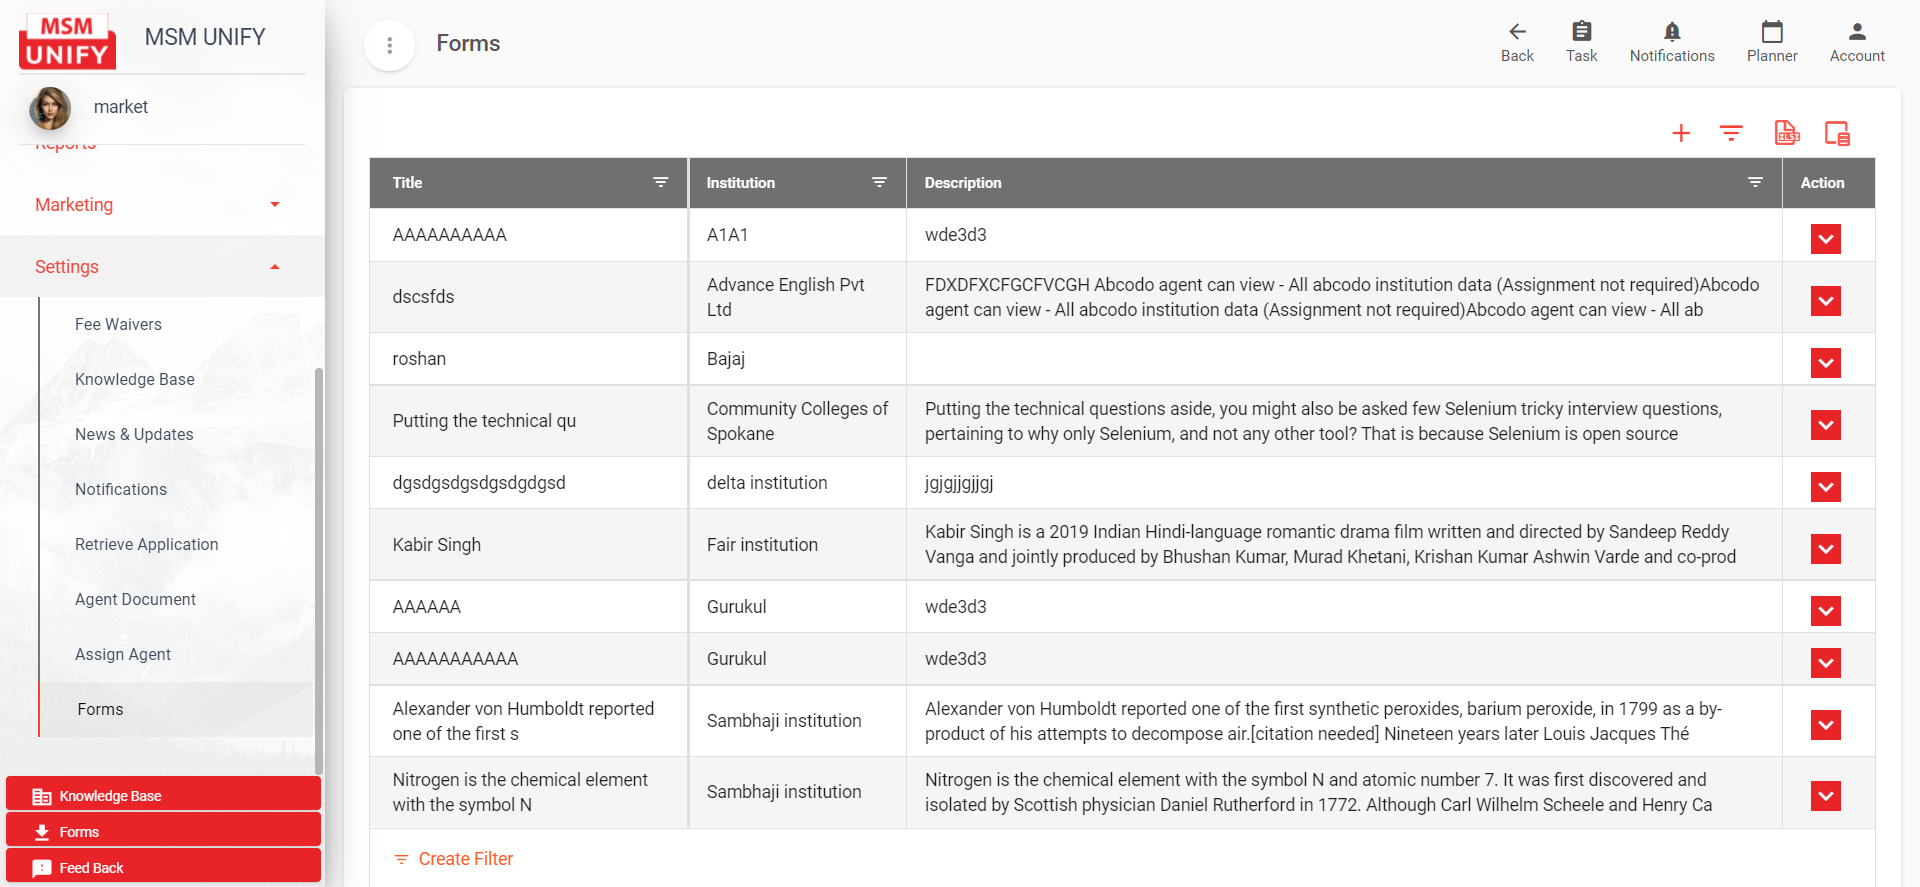 MSM
UNIFY
MSM UNIFY
market
Reports
Marketing
Settings
Fee Waivers
Knowledge Base
News & Updates
Notifications
Retrieve Application
Agent Document
Assign Agent
Forms
Knowledge Base
Forms
Feed Back
Forms
Back
Task
Notifications
Planner
Account
Title
Institution
Description
Action
AAAAAAAAAA
A1A1
wde3d3
dscsfds
Advance English Pvt
Ltd
FDXDFXCFGCFVCGH Abcodo agent can view - All abcodo institution data (Assignment not required)Abcodo
agent can view - All abcodo institution data (Assignment not required)Abcodo agent can view - All ab
roshan
Bajaj
Putting the technical qu
Community Colleges of
Spokane
Putting the technical questions aside, you might also be asked few Selenium tricky interview questions,
pertaining to why only Selenium, and not any other tool? That is because Selenium is open source
dgsdgsdgsdgsdgdgsd
delta institution
jgjgjjgjjgj
Kabir Singh
Fair institution
Kabir Singh is a 2019 Indian Hindi-language romantic drama film written and directed by Sandeep Reddy
Vanga and jointly produced by Bhushan Kumar, Murad Khetani, Krishan Kumar Ashwin Varde and co-prod
AAAAAA
Gurukul
wde3d3
AAAAAAAAAAA
Gurukul
wde3d3
Alexander von Humboldt reported
one of the first s
Sambhaji institution
Alexander von Humboldt reported one of the first synthetic peroxides, barium peroxide, in 1799 as a by-
product of his attempts to decompose air.[citation needed] Nineteen years later Louis Jacques Thé
Nitrogen is the chemical element
with the symbol N
Sambhaji institution
Nitrogen is the chemical element with the symbol N and atomic number 7. It was first discovered and
isolated by Scottish physician Daniel Rutherford in 1772. Although Carl Wilhelm Scheele and Henry Ca
Create Filter